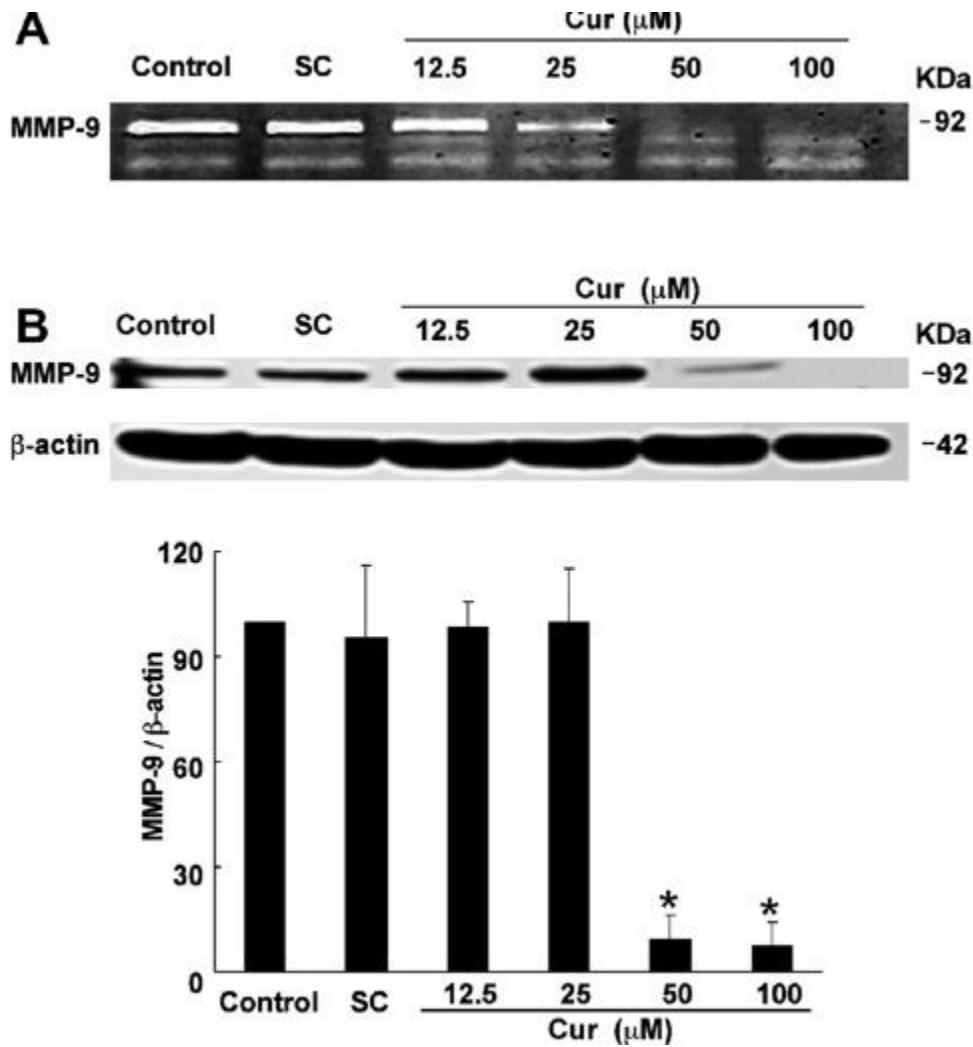 A
Cur (μM)
Control SC 12.5 25 50 100 KDa
MMP-9 -92
B
Cur (μM)
Control SC 12.5 25 50 100 KDa
MMP-9 -92
β-actin -42
120
90
60
30
0
MMP-9 / β-actin
* *
Control SC 12.5 25 50 100
Cur (μM)